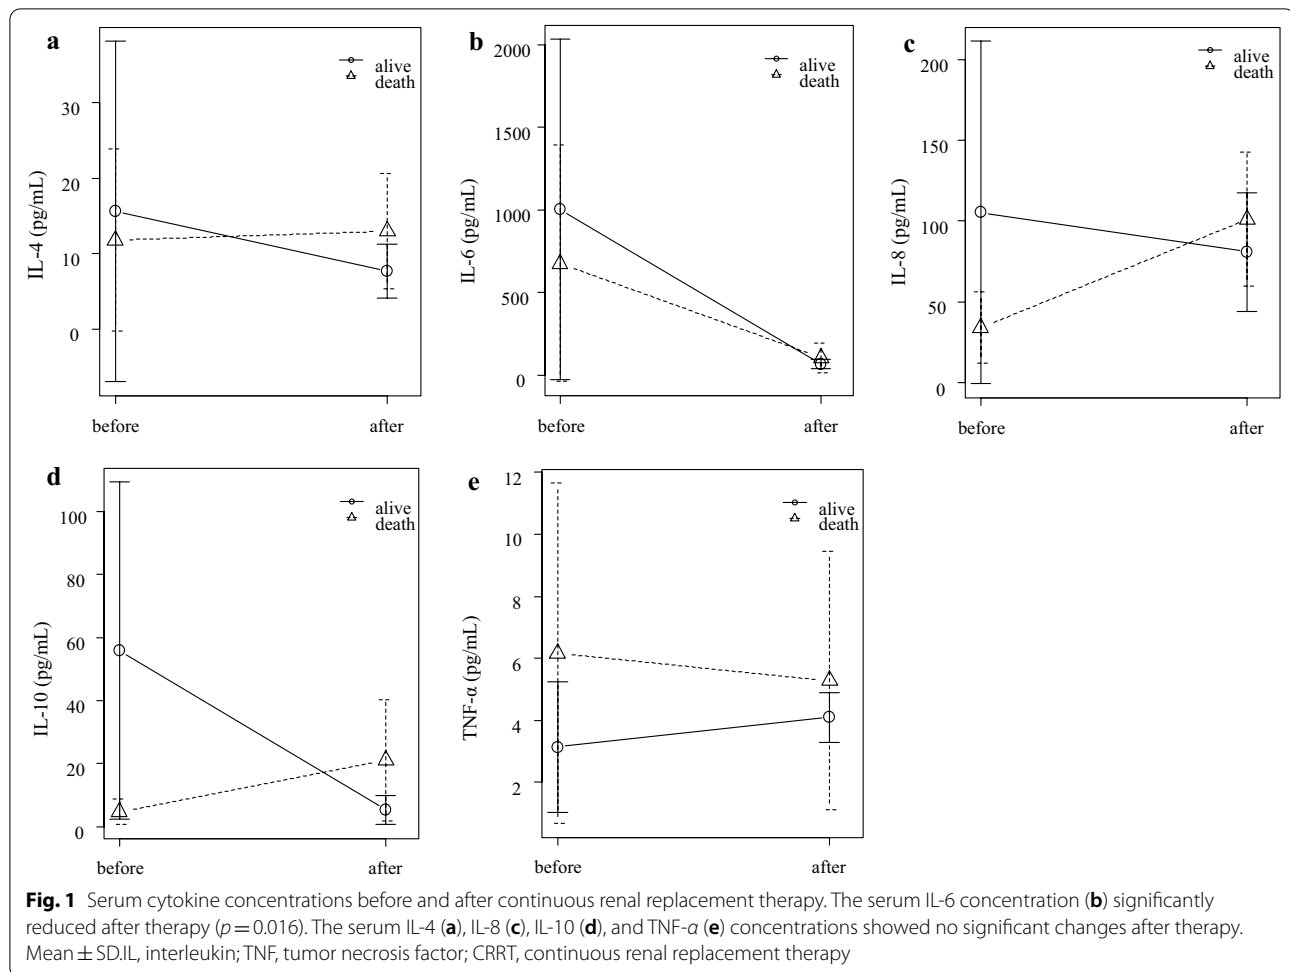 a
alive
death
IL-4 (pg/mL)
30
20
10
0
before
after
b
alive
death
IL-6 (pg/mL)
2000
1500
1000
500
0
before
after
c
alive
death
IL-8 (pg/mL)
200
150
100
50
0
before
after
d
alive
death
IL-10 (pg/mL)
100
80
60
40
20
0
before
after
e
alive
death
TNF-α (pg/mL)
12
10
8
6
4
2
before
after
Fig. 1 Serum cytokine concentrations before and after continuous renal replacement therapy. The serum IL-6 concentration (b) significantly
reduced after therapy (p = 0.016). The serum IL-4 (a), IL-8 (c), IL-10 (d), and TNF-α (e) concentrations showed no significant changes after therapy.
Mean ± SD.IL, interleukin; TNF, tumor necrosis factor; CRRT, continuous renal replacement therapy